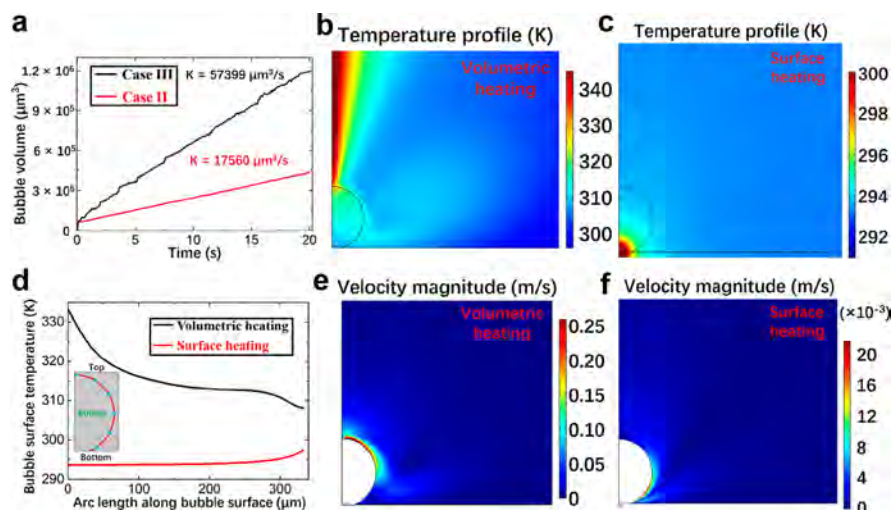 a
Bubble volume (μm³)
1.2 × 10⁶
9 × 10⁵
6 × 10⁵
3 × 10⁵
0
Case III
Case II
K = 57399 μm³/s
K = 17560 μm³/s
0 5 10 15 20
Time (s)
b
Temperature profile (K)
Volumetric
heating
340
330
320
310
300
c
Temperature profile (K)
Surface
heating
300
298
296
294
292
d
Bubble surface temperature (K)
330
320
310
300
290
Volumetric heating
Surface heating
Top
Bottom
0 100 200 300
Arc length along bubble surface (μm)
e
Velocity magnitude (m/s)
Volumetric
heating
0.25
0.20
0.15
0.10
0.05
0
f
Velocity magnitude (m/s)
Surface
heating
(×10⁻³)
20
16
12
8
4
0